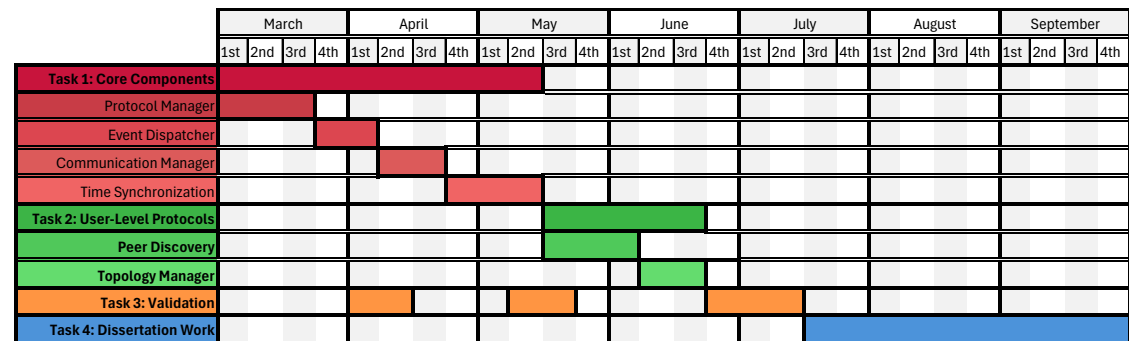 March April May June July August September
1st 2nd 3rd 4th 1st 2nd 3rd 4th 1st 2nd 3rd 4th 1st 2nd 3rd 4th 1st 2nd 3rd 4th 1st 2nd 3rd 4th 1st 2nd 3rd 4th
Task 1: Core Components
Protocol Manager
Event Dispatcher
Communication Manager
Time Synchronization
Task 2: User-Level Protocols
Peer Discovery
Topology Manager
Task 3: Validation
Task 4: Dissertation Work